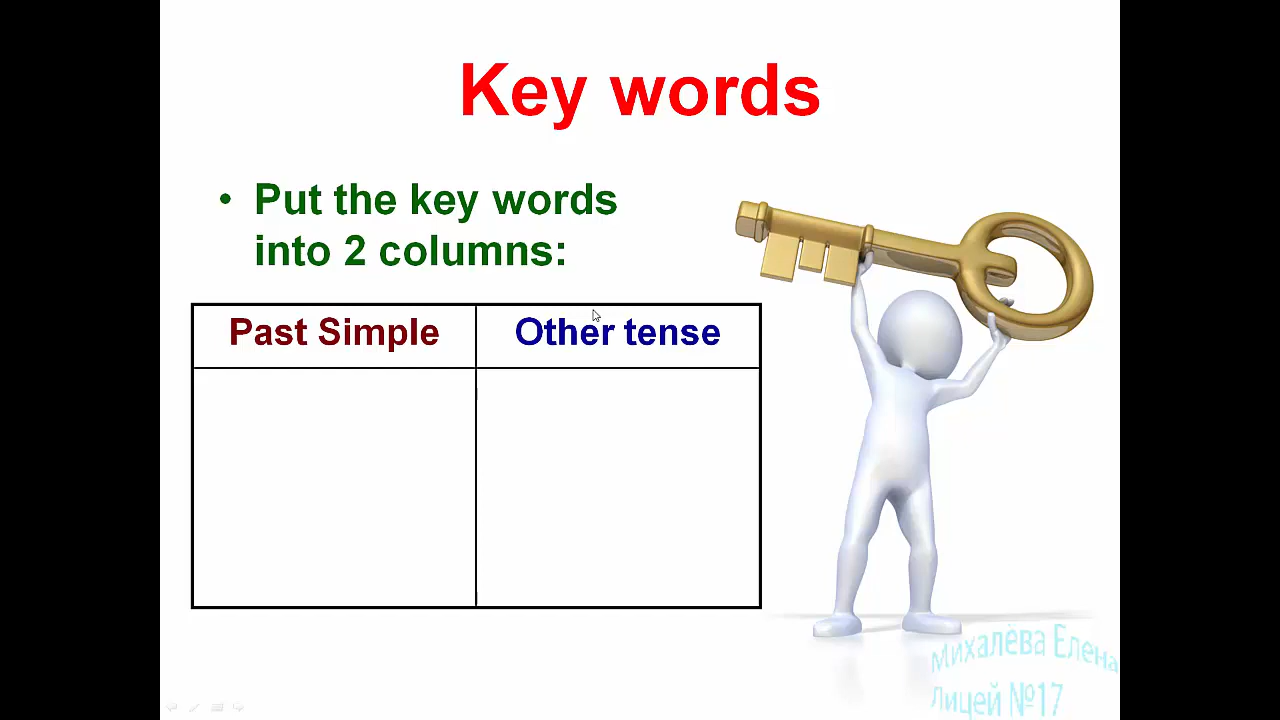 Key words
• Put the key words
into 2 columns:
Past Simple
Other tense
Михалёва Елена
Лицей №17